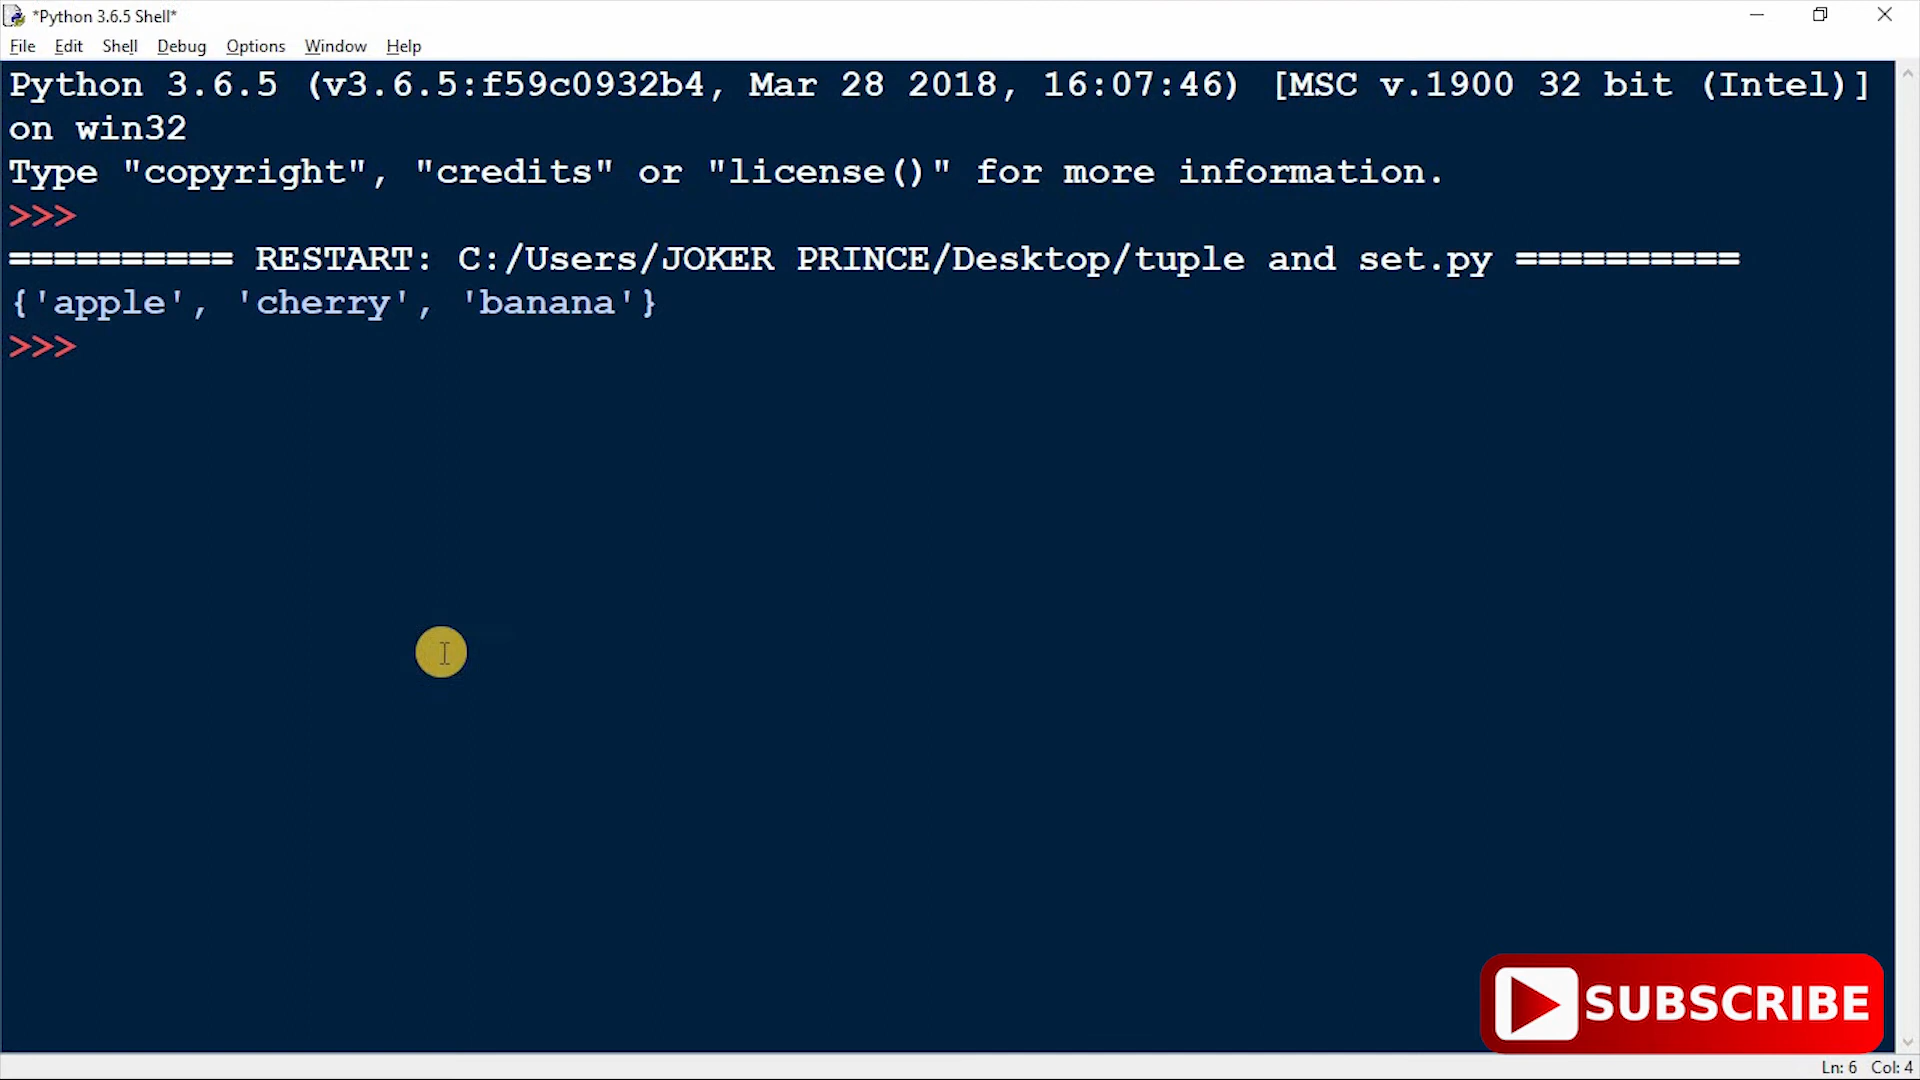 *Python 3.6.5 Shell*
File Edit Shell Debug Options Window Help
Python 3.6.5 (v3.6.5:f59c0932b4, Mar 28 2018, 16:07:46) [MSC v.1900 32 bit (Intel)]
on win32
Type "copyright", "credits" or "license()" for more information.
>>>
========== RESTART: C:/Users/JOKER PRINCE/Desktop/tuple and set.py ==========
{'apple', 'cherry', 'banana'}
>>>
SUBSCRIBE
Ln: 6 Col: 4